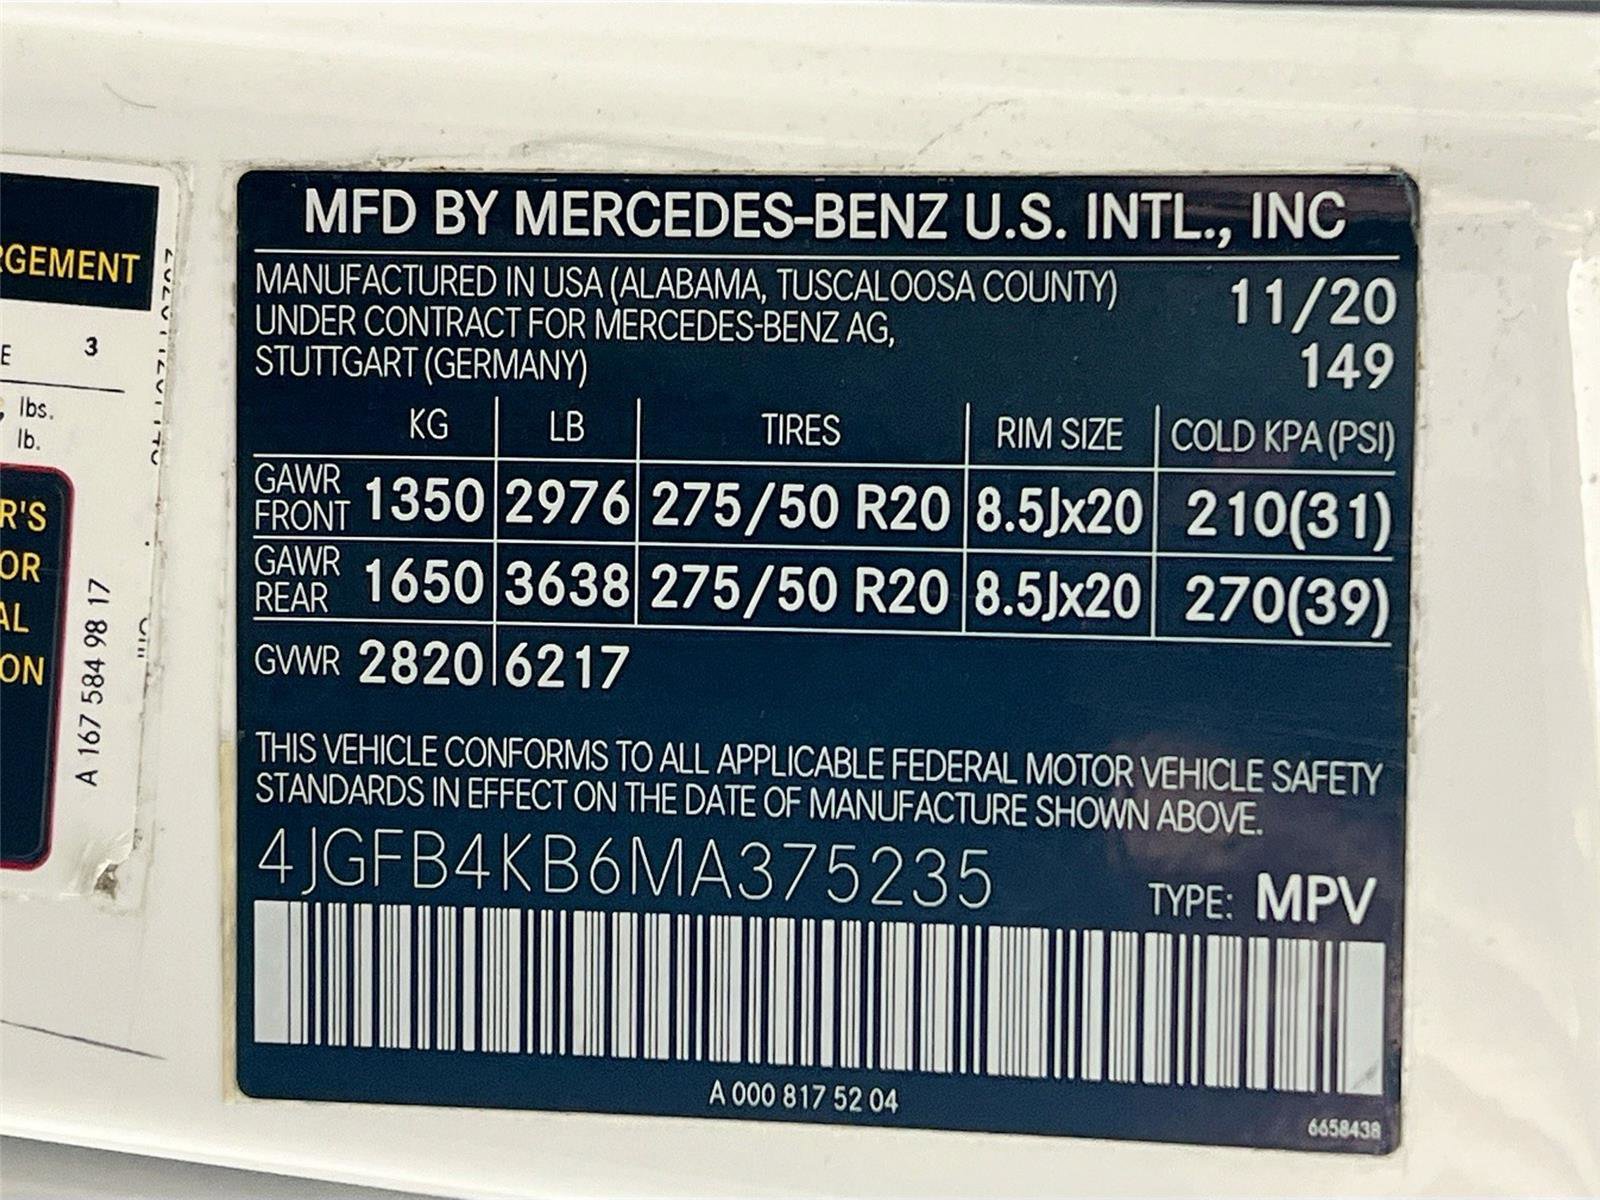 MFD BY MERCEDES-BENZ U.S. INTL., INC
MANUFACTURED IN USA (ALABAMA, TUSCALOOSA COUNTY) 11/20
UNDER CONTRACT FOR MERCEDES-BENZ AG,
STUTTGART (GERMANY) 149
KG LB TIRES RIM SIZE COLD KPA (PSI)
GAWR FRONT 1350 2976 275/50 R20 8.5Jx20 210(31)
GAWR REAR 1650 3638 275/50 R20 8.5Jx20 270(39)
GVWR 2820 6217
THIS VEHICLE CONFORMS TO ALL APPLICABLE FEDERAL MOTOR VEHICLE SAFETY
STANDARDS IN EFFECT ON THE DATE OF MANUFACTURE SHOWN ABOVE.
4JGFB4KB6MA375235
TYPE: MPV
A 000 817 52 04
6658438
RGEMENT
E 3
lbs.
lb.
R'S
OR
AL
ON
A 167 584 98 17